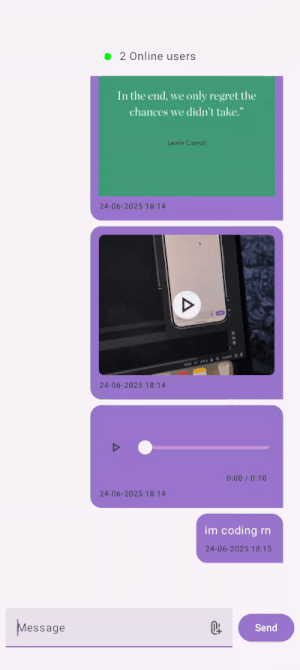 2 Online users
In the end, we only regret the
chances we didn't take."
24-06-2025 18:14
24-06-2025 18:14
0:00 / 0:10
24-06-2025 18:14
im coding rn
24-06-2025 18:15
Message
Send